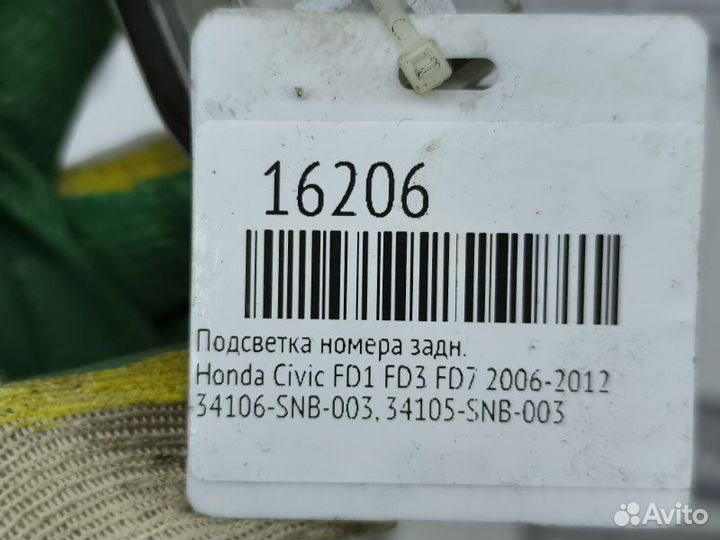 16206
Подсветка номера задн.
Honda Civic FD1 FD3 FD7 2006-2012
34106-SNB-003, 34105-SNB-003
Avito